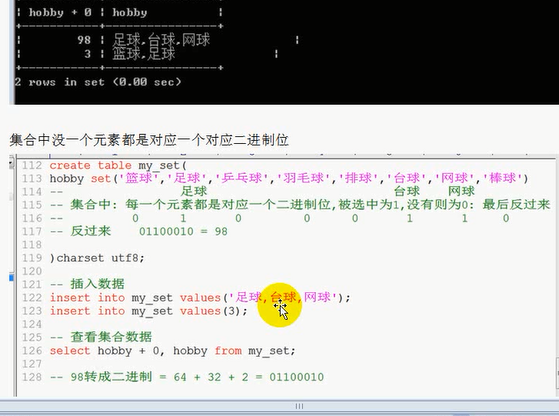 | hobby + 0 | hobby |
98 | 足球,台球,网球 |
3 | 篮球,足球 |
2 rows in set (0.00 sec)
集合中没一个元素都是对应一个对应二进制位
112 create table my_set(
113 hobby set('篮球','足球','乒乓球','羽毛球','排球','台球','网球','棒球')
114 -- 足球 台球 网球
115 -- 集合中: 每一个元素都是对应一个二进制位,被选中为1,没有则为0: 最后反过来
116 -- 0 1 0 0 0 1 1 0
117 -- 反过来 01100010 = 98
118
119 )charset utf8;
120
121 -- 插入数据
122 insert into my_set values('足球,台球,网球');
123 insert into my_set values(3);
124
125 -- 查看集合数据
126 select hobby + 0, hobby from my_set;
127
128 -- 98转成二进制 = 64 + 32 + 2 = 01100010